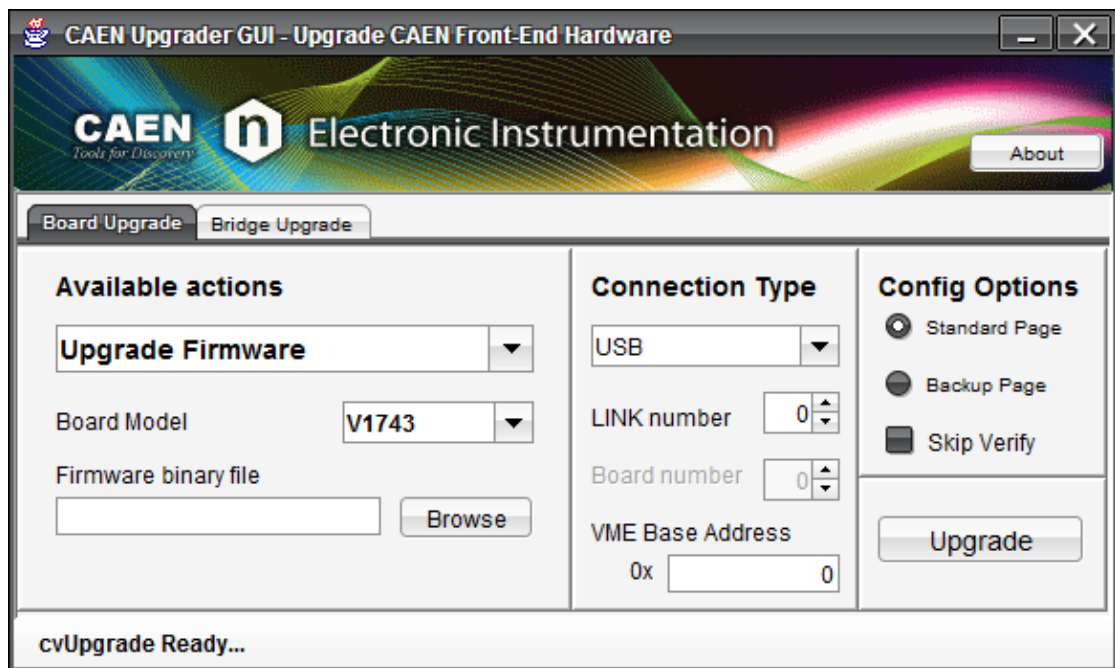 CAEN Upgrader GUI - Upgrade CAEN Front-End Hardware
CAEN n Electronic Instrumentation
Tools for Discovery
About
Board Upgrade Bridge Upgrade
Available actions
Upgrade Firmware
Board Model V1743
Firmware binary file
Browse
Connection Type
USB
LINK number 0
Board number 0
VME Base Address
0x 0
Config Options
Standard Page
Backup Page
Skip Verify
Upgrade
cvUpgrade Ready...